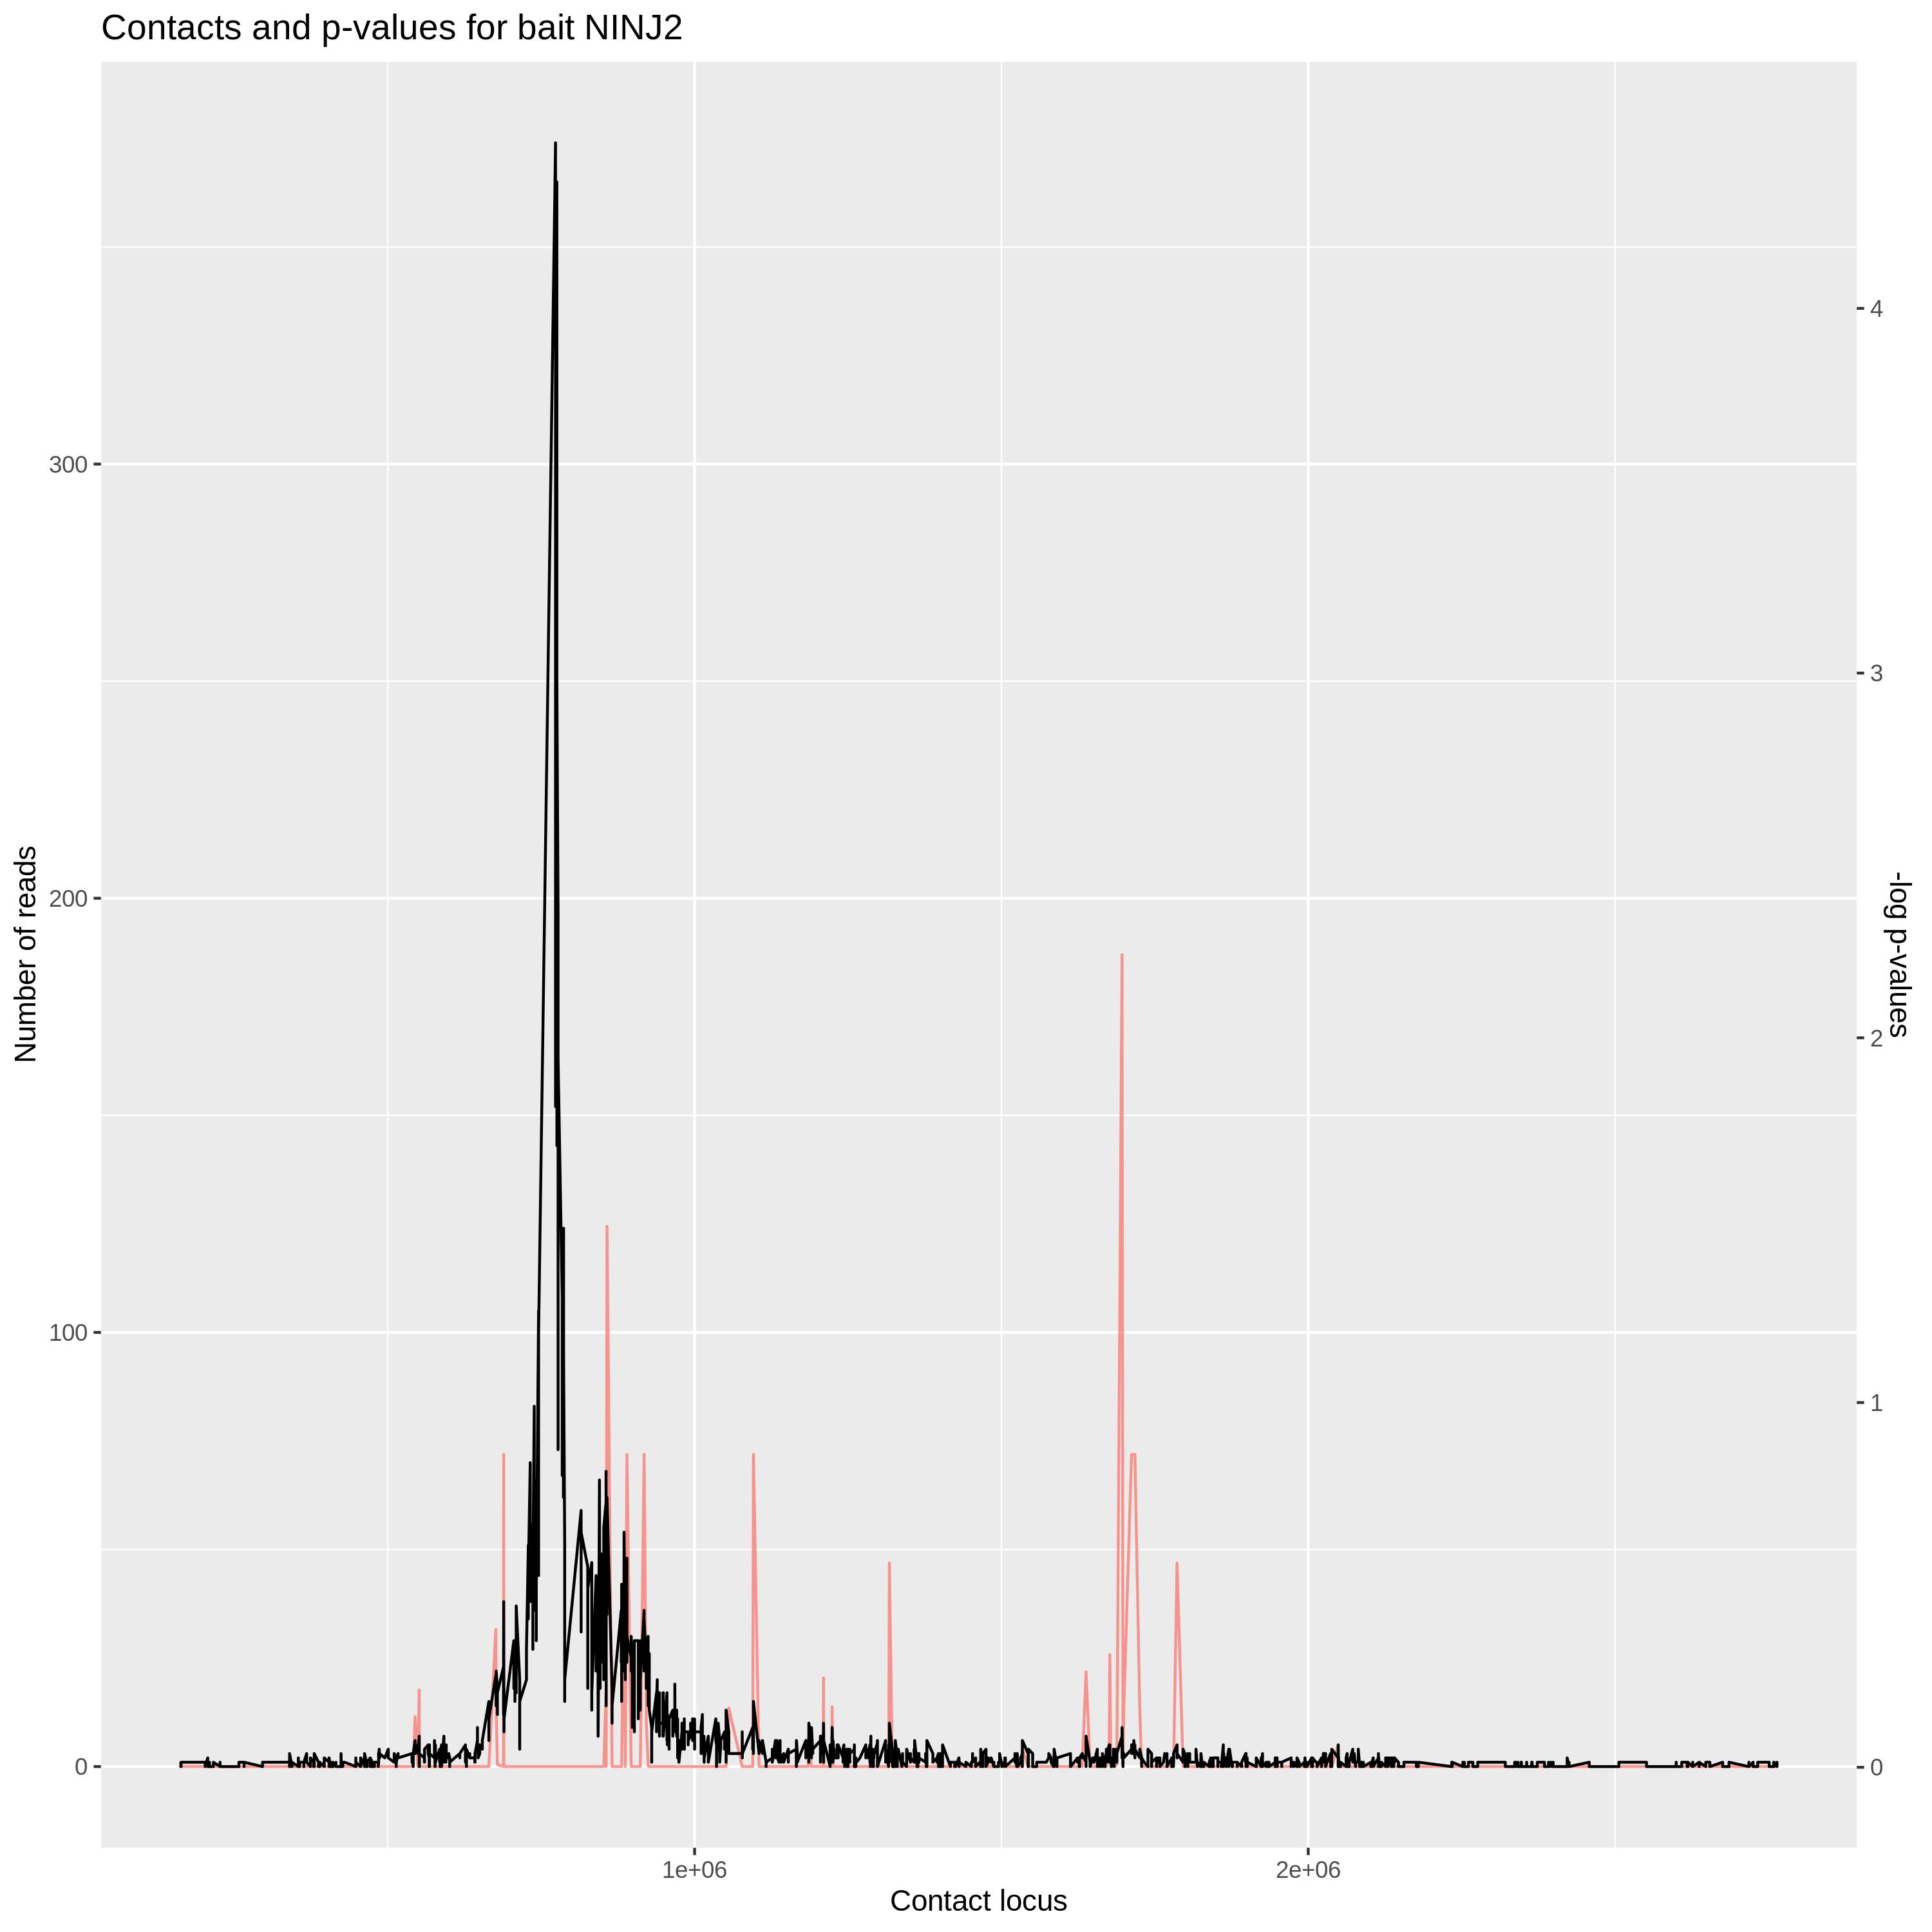 Contacts and p-values for bait NINJ2
Number of reads
300
200
100
0
4
3
2
1
0
-log p-values
1e+06
2e+06
Contact locus